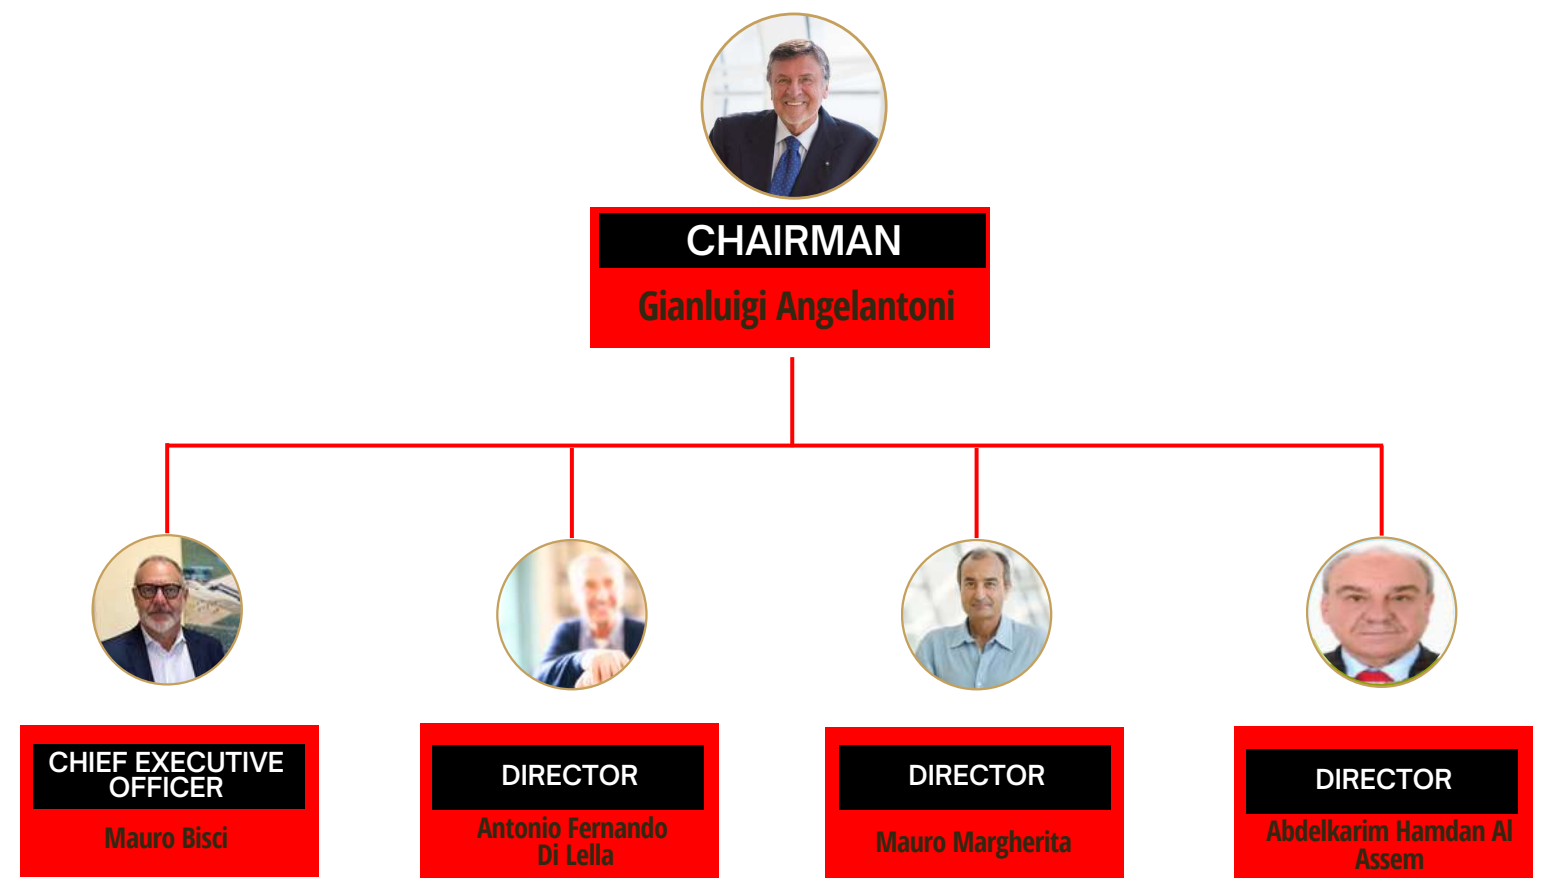 CHAIRMAN
Gianluigi Angelantoni
CHIEF EXECUTIVE
OFFICER
Mauro Bisci
DIRECTOR
Antonio Fernando
Di Lella
DIRECTOR
Mauro Margherita
DIRECTOR
Abdelkarim Hamdan Al
Assem